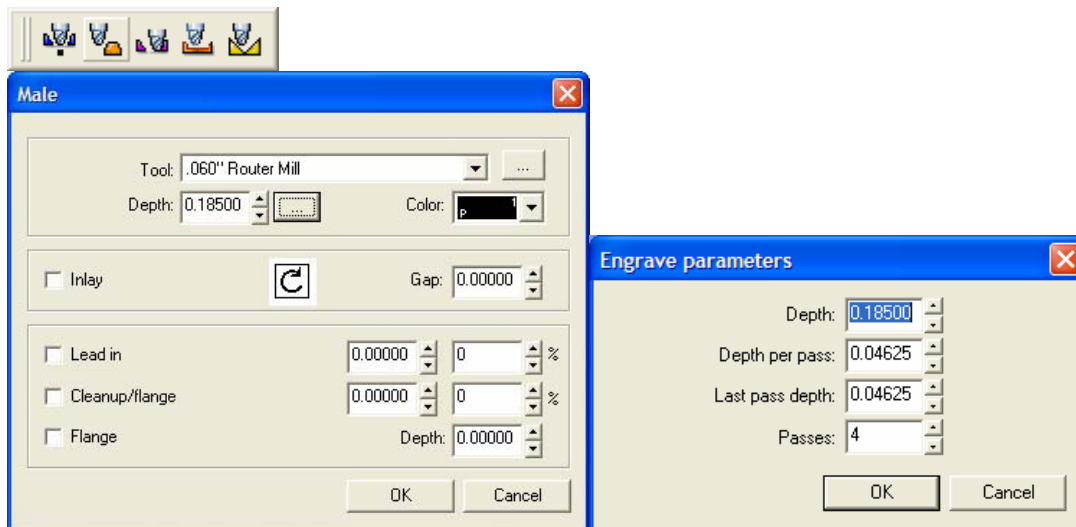 Male
Tool: .060" Router Mill ...
Depth: 0.18500 ... Color: P 1
Inlay Gap: 0.00000
Lead in 0.00000 0 %
Cleanup/flange 0.00000 0 %
Flange Depth: 0.00000
OK Cancel
Engrave parameters
Depth: 0.18500
Depth per pass: 0.04625
Last pass depth: 0.04625
Passes: 4
OK Cancel